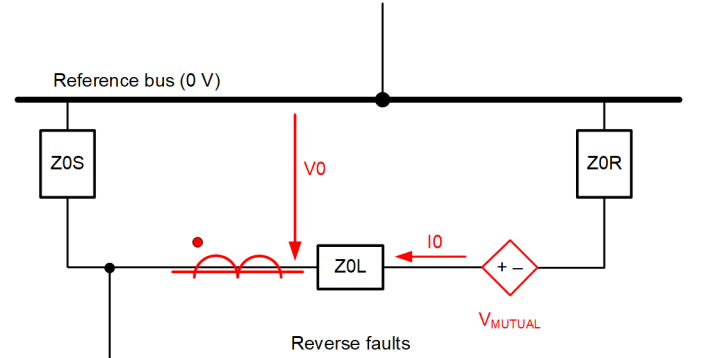 Reference bus (0 V)
Z0S
V0
Z0R
I0
Z0L
+ –
VMUTUAL
Reverse faults